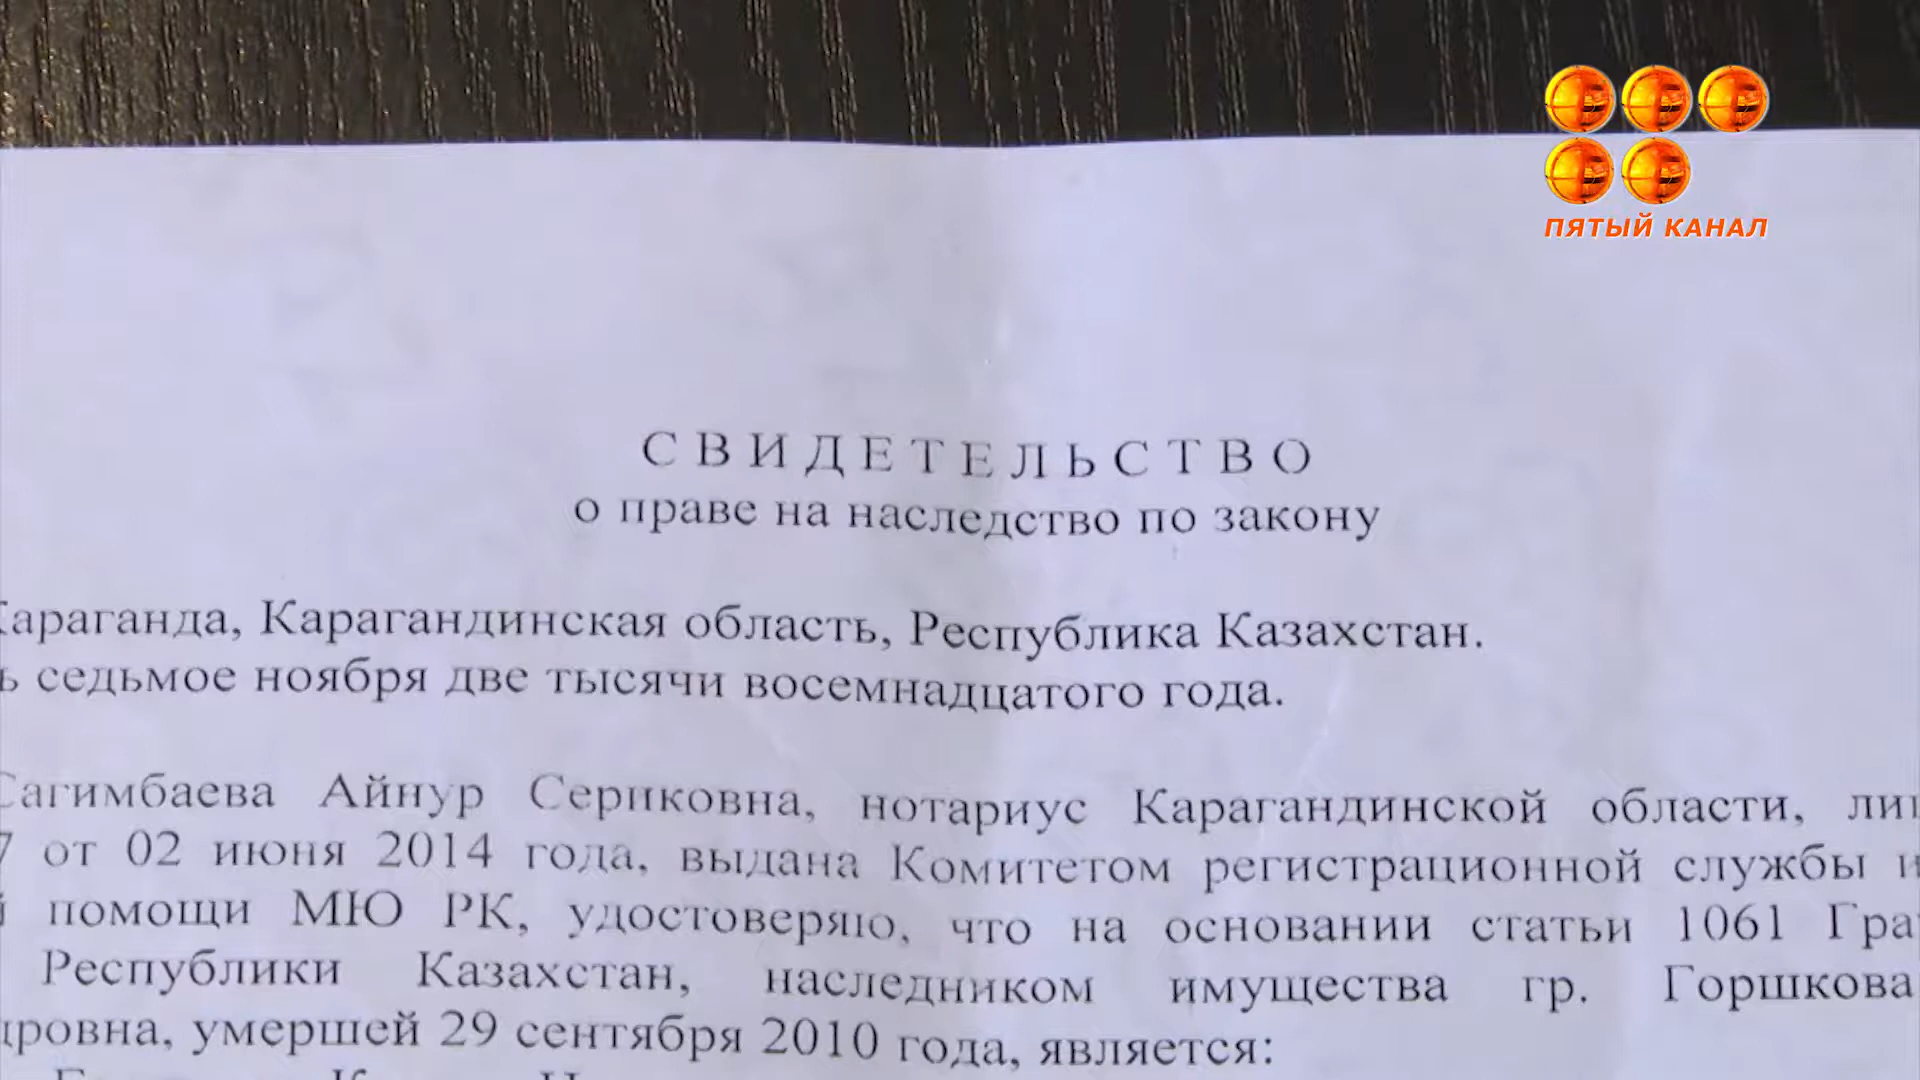 ПЯТЫЙ КАНАЛ
СВИДЕТЕЛЬСТВО
о праве на наследство по закону
Караганда, Карагандинская область, Республика Казахстан.
седьмое ноября две тысячи восемнадцатого года.
Сагимбаева Айнур Сериковна, нотариус Карагандинской области,
7 от 02 июня 2014 года, выдана Комитетом регистрационной службы и
помощи МЮ РК, удостоверяю, что на основании статьи 1061
Республики Казахстан, наследником имущества гр. Горшкова
умершей 29 сентября 2010 года, является: